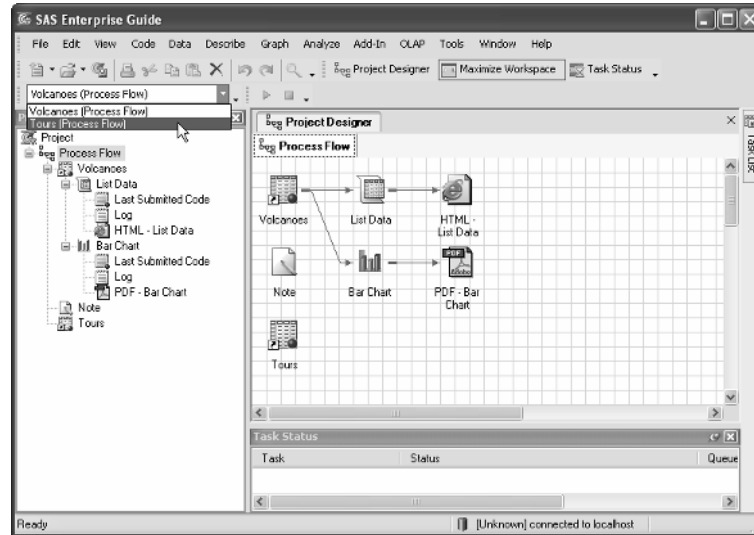 SAS Enterprise Guide
File Edit View Code Data Describe Graph Analyze Add-In OLAP Tools Window Help
Project Designer Maximize Workspace Task Status
Volcanoes (Process Flow)
Volcanoes (Process Flow)
Tours (Process Flow)
Project
Process Flow
Volcanoes
List Data
Last Submitted Code
Log
HTML - List Data
Bar Chart
Last Submitted Code
Log
PDF - Bar Chart
Note
Tours
Project Designer
Process Flow
Volcanoes
List Data
HTML -
List Data
Note
Bar Chart
PDF - Bar
Chart
Tours
Task List
Task Status
Task Status Queue
Ready
[Unknown] connected to localhost